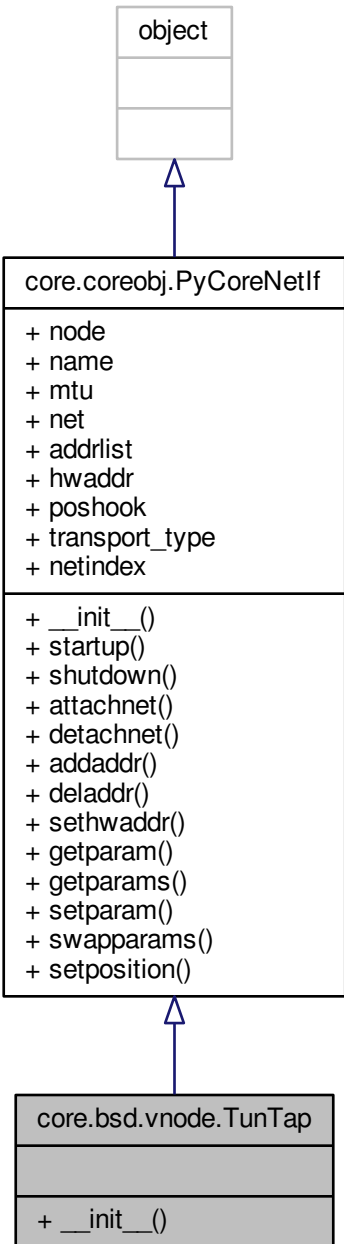 object
core.coreobj.PyCoreNetIf
+ node
+ name
+ mtu
+ net
+ addrlist
+ hwaddr
+ poshook
+ transport_type
+ netindex
+ __init__()
+ startup()
+ shutdown()
+ attachnet()
+ detachnet()
+ addaddr()
+ deladdr()
+ sethwaddr()
+ getparam()
+ getparams()
+ setparam()
+ swapparams()
+ setposition()
core.bsd.vnode.TunTap
+ __init__()